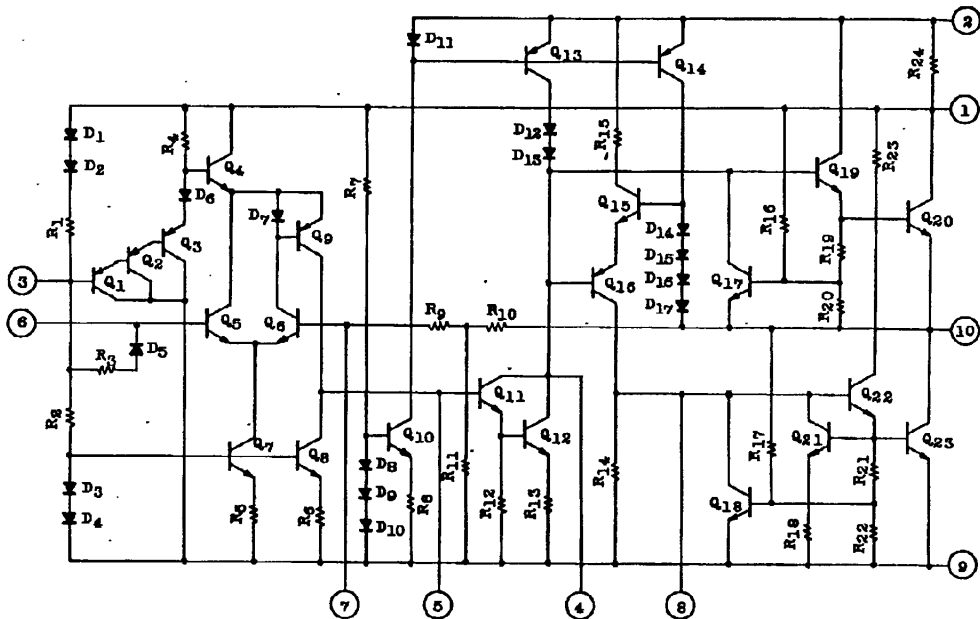 2
D11
Q13
Q14
R24
1
D1
R4
Q4
D12
R15
R23
D2
D13
Q19
D6
R7
R1
D7
Q9
Q15
D14
R16
Q20
Q3
Q2
D15
R19
3
Q1
Q16
D16
Q17
D17
R20
6
Q5
Q6
R9
R10
10
D5
R3
Q11
Q22
R2
Q7
Q8
Q10
Q12
R17
Q21
Q23
D8
R11
R14
R21
D3
D9
R8
R12
R13
Q18
D4
R5
R6
D10
R18
R22
9
7
5
4
8